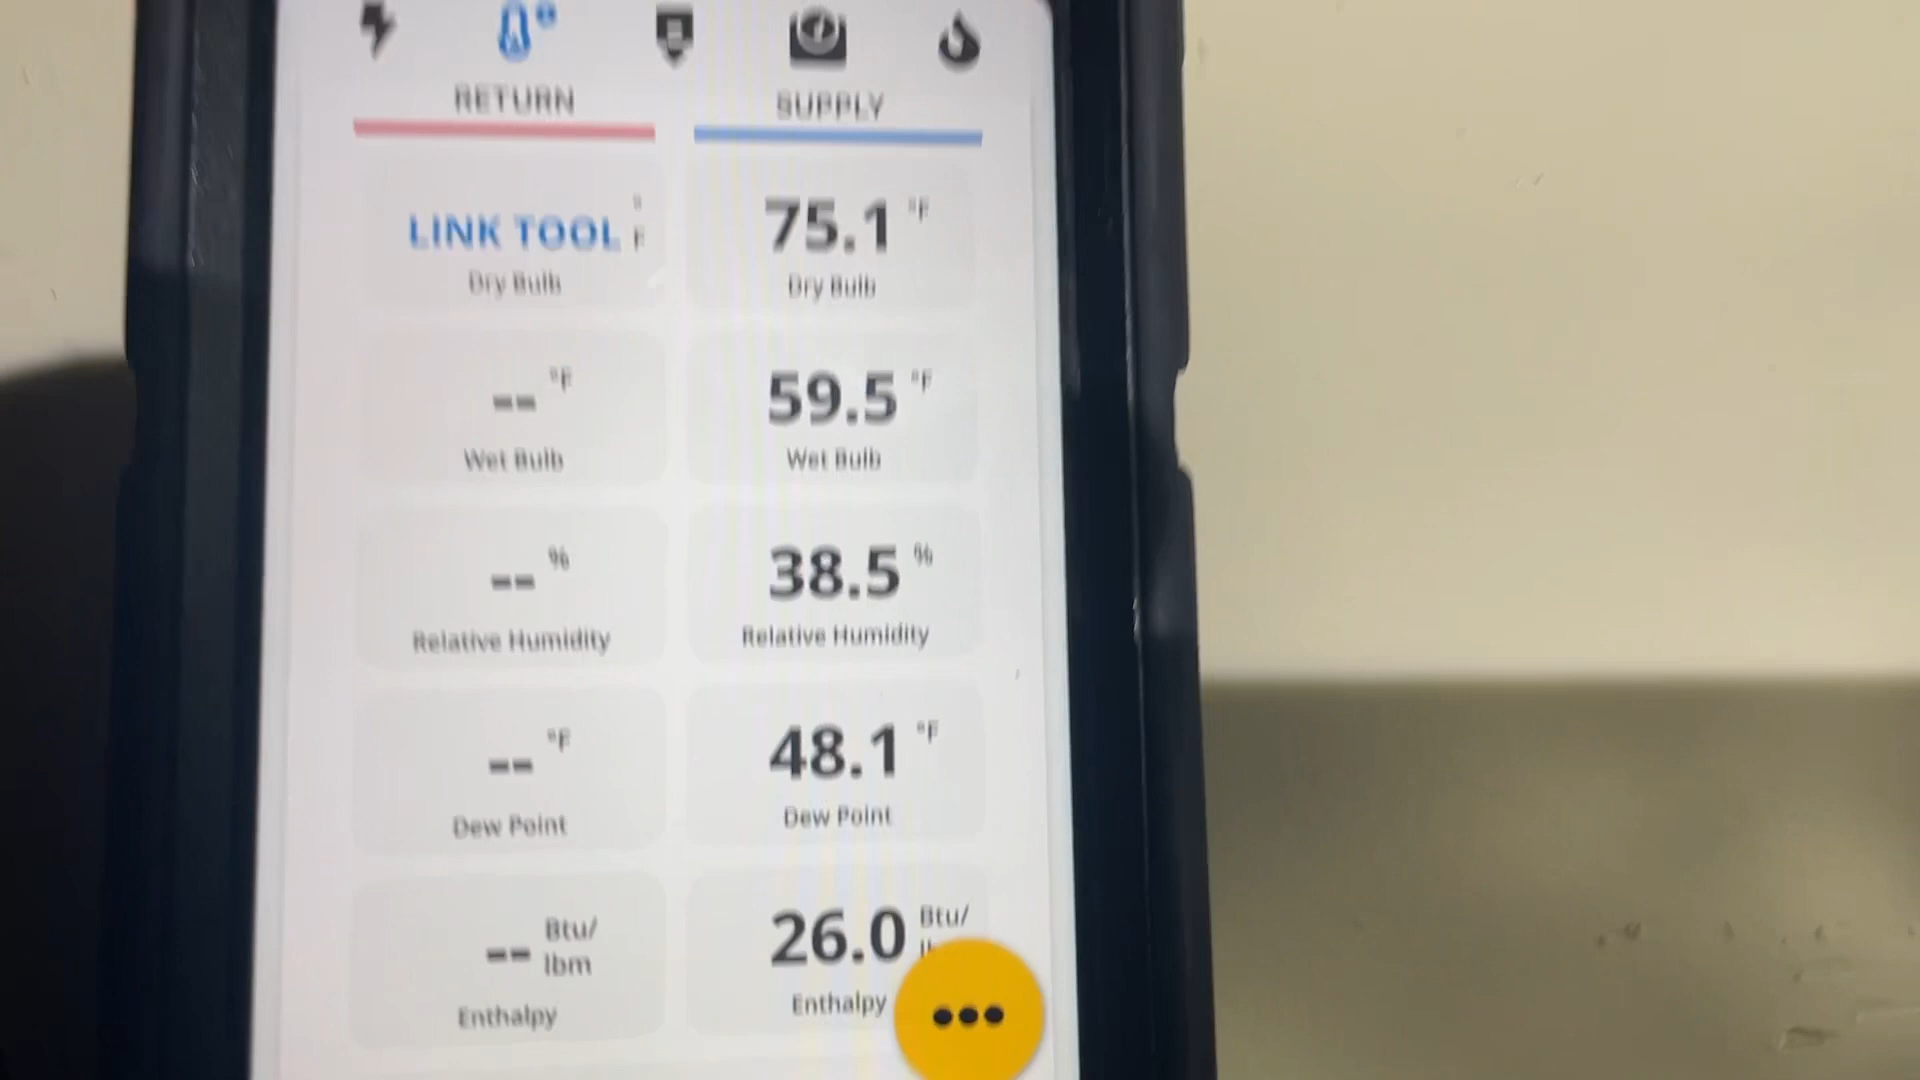 RETURN
SUPPLY
LINK TOOL °F
Dry Bulb
75.1 °F
Dry Bulb
-- °F
Wet Bulb
59.5 °F
Wet Bulb
-- %
Relative Humidity
38.5 %
Relative Humidity
-- °F
Dew Point
48.1 °F
Dew Point
-- Btu/
lbm
Enthalpy
26.0 Btu/
Enthalpy